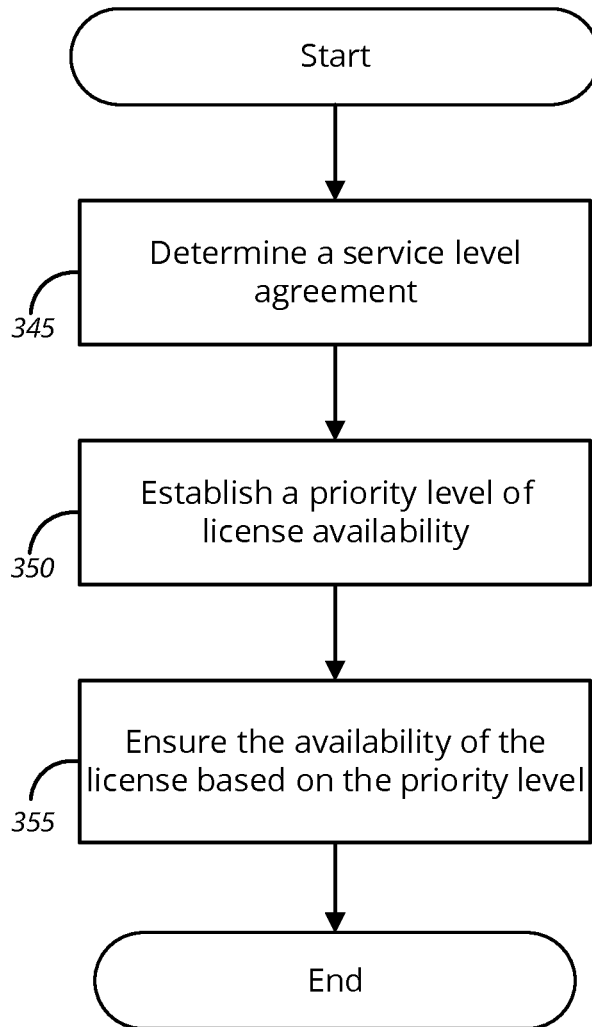 Start
Determine a service level
agreement
345
Establish a priority level of
license availability
350
Ensure the availability of the
license based on the priority level
355
End